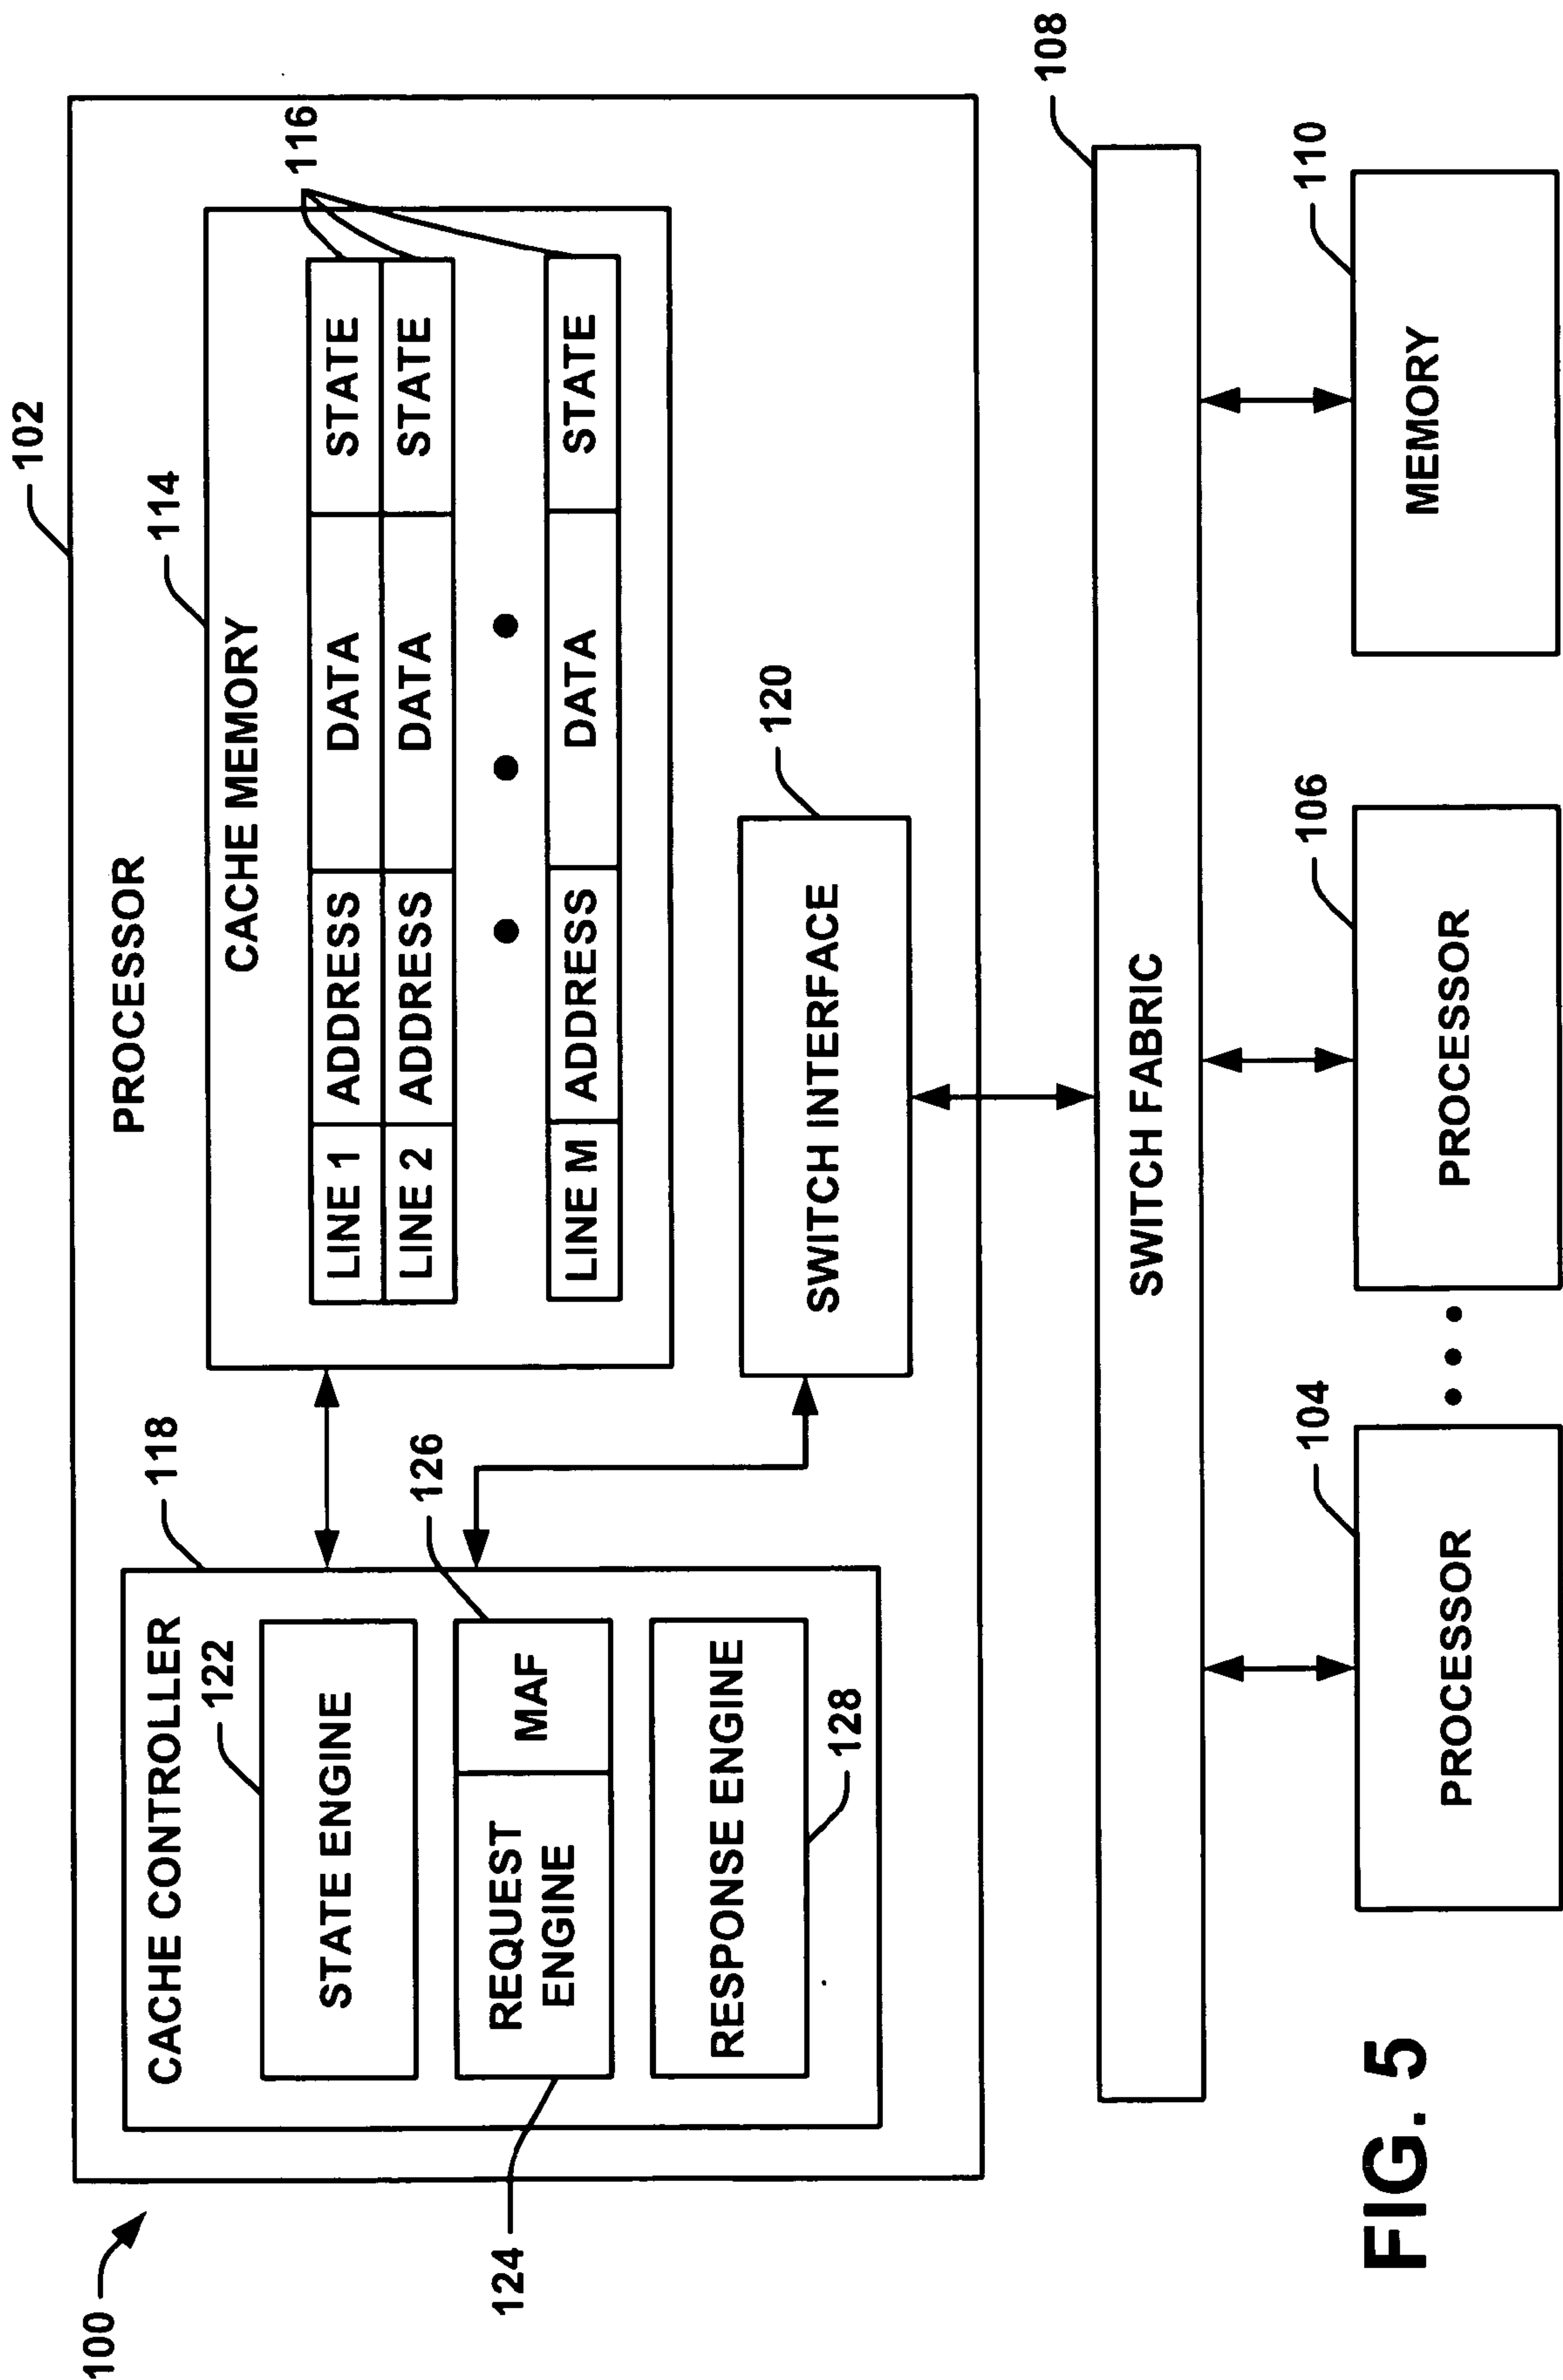 100
102
PROCESSOR
118
CACHE CONTROLLER
122
STATE ENGINE
126
REQUEST ENGINE
MAF
124
RESPONSE ENGINE
128
114
CACHE MEMORY
116
LINE 1 ADDRESS DATA STATE
LINE 2 ADDRESS DATA STATE
LINE M ADDRESS DATA STATE
120
SWITCH INTERFACE
108
SWITCH FABRIC
104
PROCESSOR
106
PROCESSOR
110
MEMORY
FIG. 5